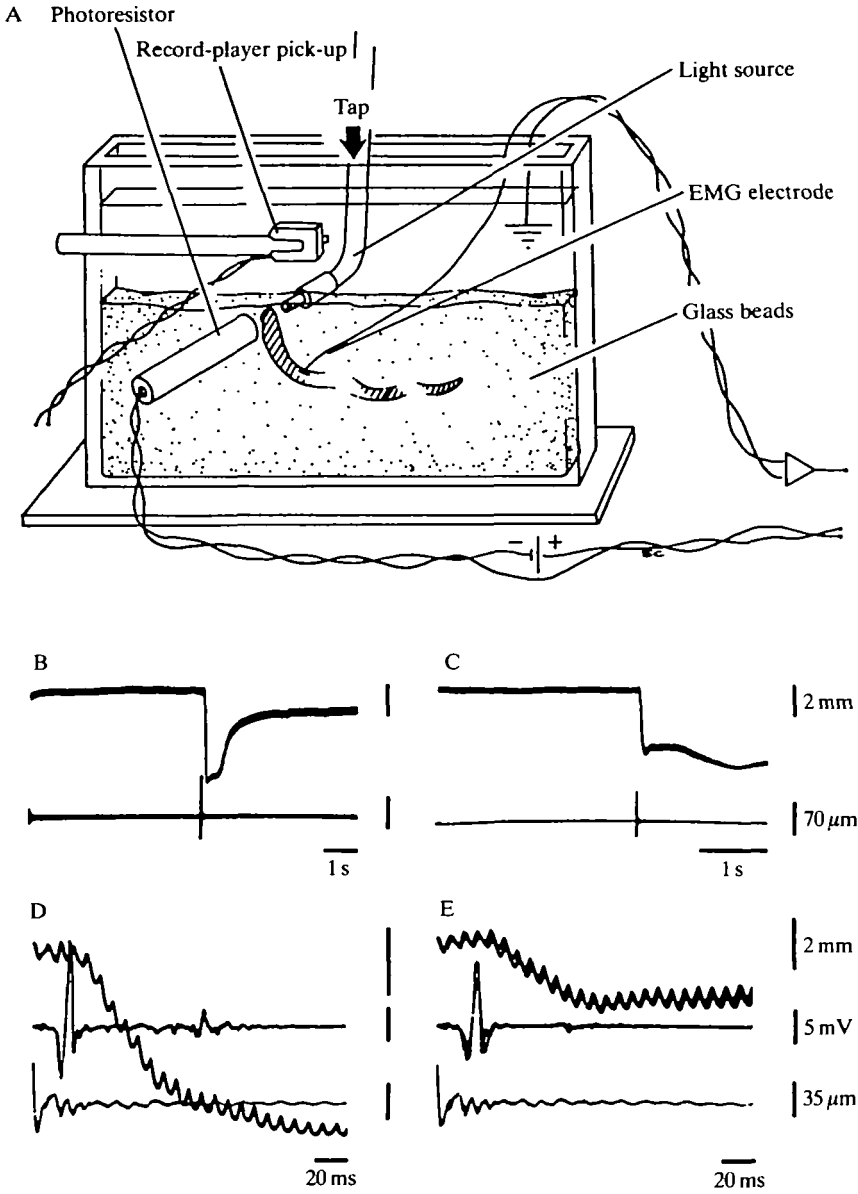 A Photoresistor
Record-player pick-up
Tap
Light source
EMG electrode
Glass beads
− +
B
C
2 mm
70 μm
1 s
1 s
D
E
2 mm
5 mV
35 μm
20 ms
20 ms